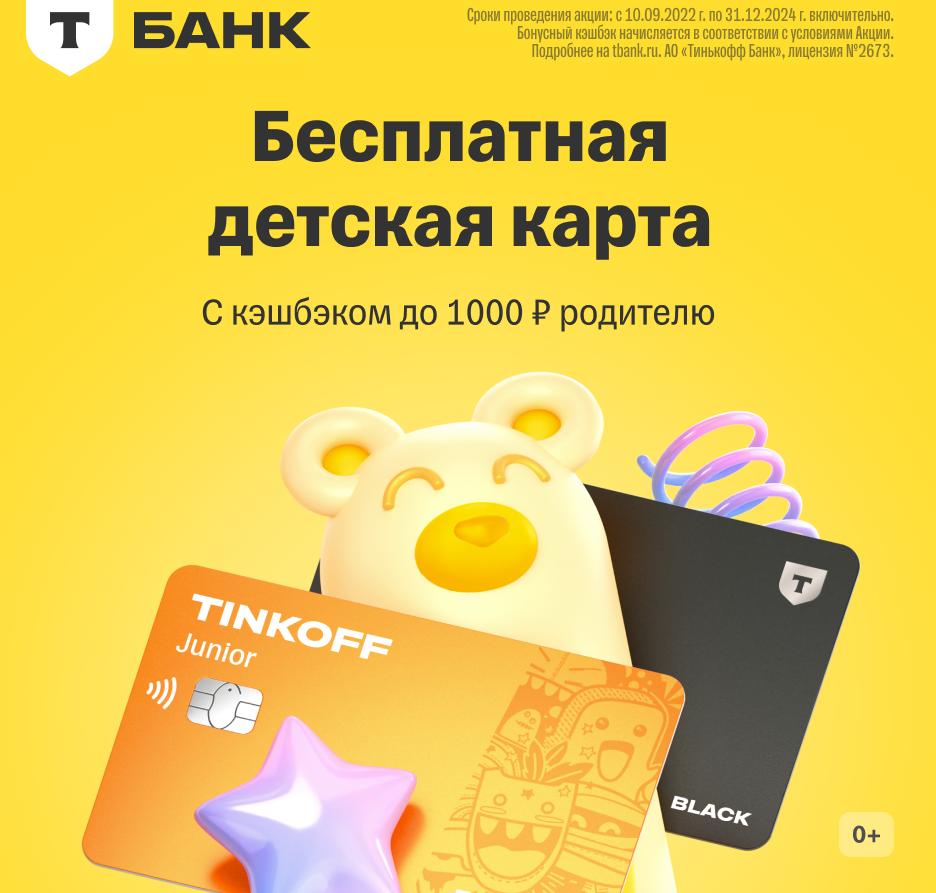 Т БАНК
Сроки проведения акции: с 10.09.2022 г. по 31.12.2024 г. включительно.
Бонусный кэшбэк начисляется в соответствии с условиями Акции.
Подробнее на tbank.ru. АО «Тинькофф Банк», лицензия №2673.
Бесплатная
детская карта
С кэшбэком до 1000 ₽ родителю
TINKOFF
Junior
Т
BLACK
0+